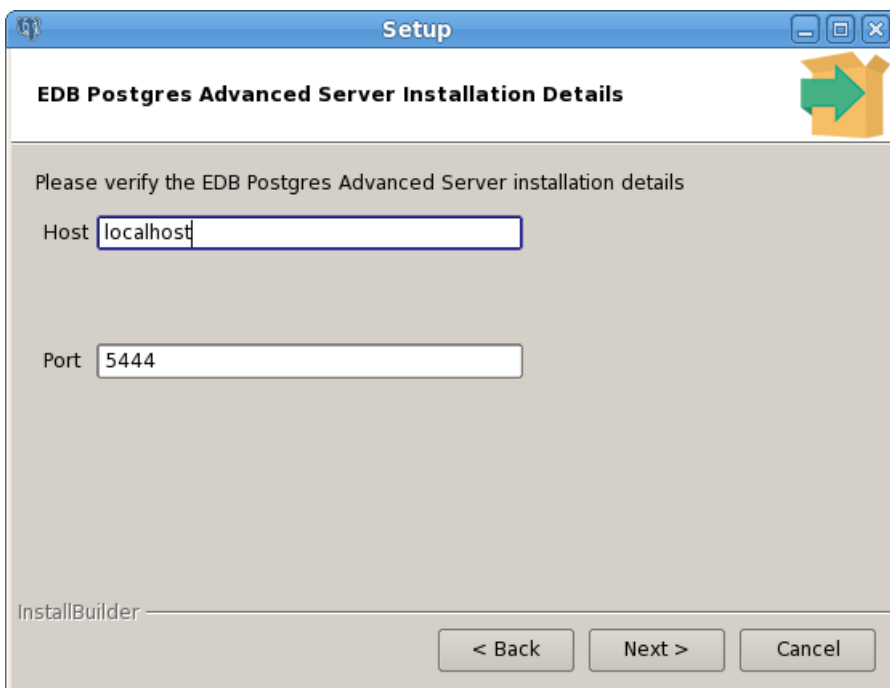 Setup
EDB Postgres Advanced Server Installation Details
Please verify the EDB Postgres Advanced Server installation details
Host localhost
Port 5444
InstallBuilder
< Back Next > Cancel